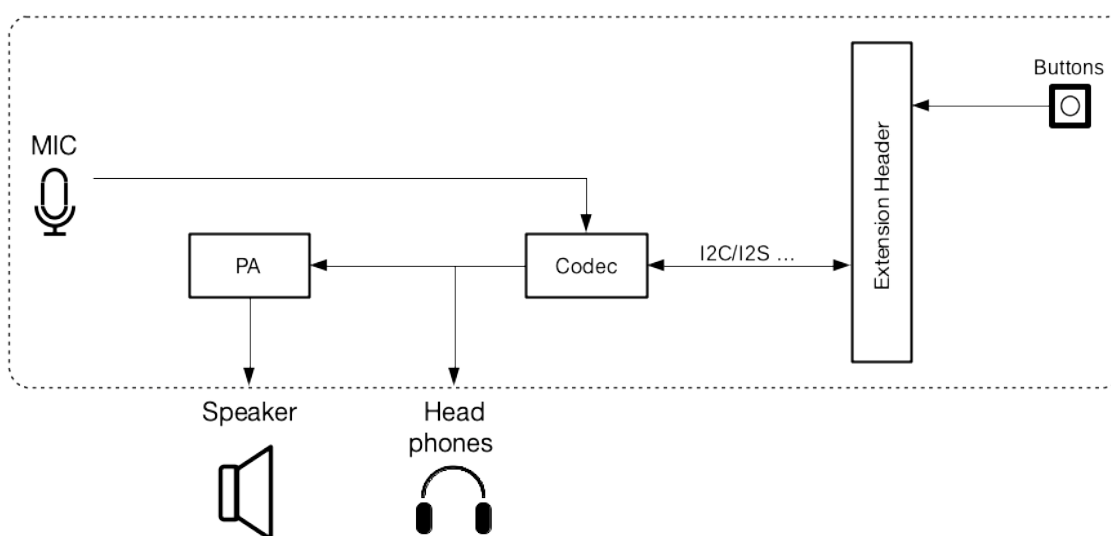 Buttons
MIC
Extension Header
PA
Codec
I2C/I2S ...
Speaker
Head
phones